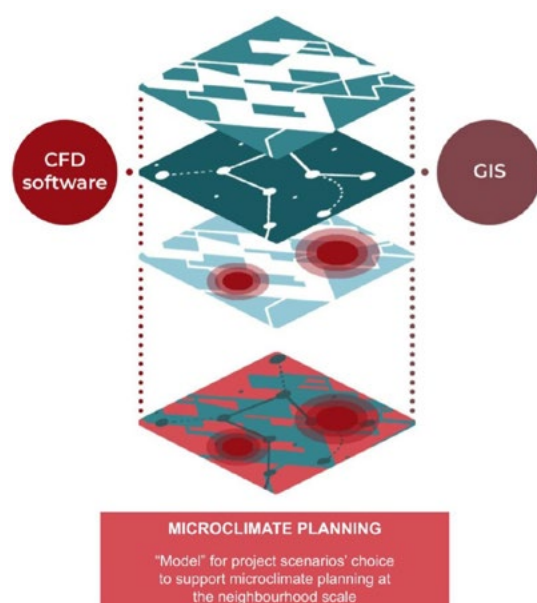 CFD
software
GIS
MICROCLIMATE PLANNING
"Model" for project scenarios' choice
to support microclimate planning at
the neighbourhood scale